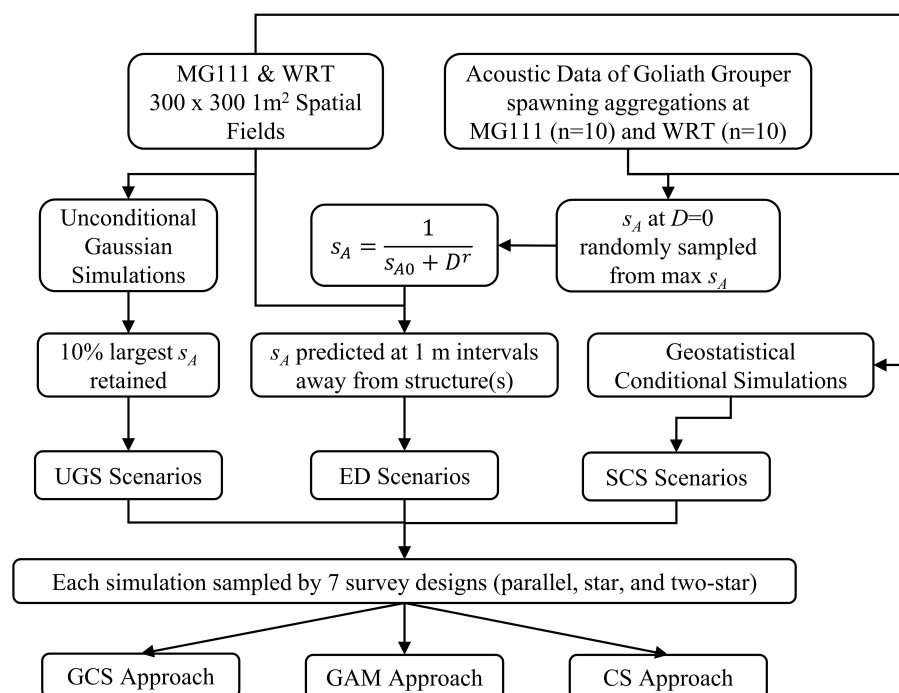 MG111 & WRT
300 x 300 1m² Spatial
Fields
Acoustic Data of Goliath Grouper
spawning aggregations at
MG111 (n=10) and WRT (n=10)
Unconditional
Gaussian
Simulations
s_A = 1 / (s_{A0} + D^r)
s_A at D=0
randomly sampled
from max s_A
10% largest s_A
retained
s_A predicted at 1 m intervals
away from structure(s)
Geostatistical
Conditional Simulations
UGS Scenarios
ED Scenarios
SCS Scenarios
Each simulation sampled by 7 survey designs (parallel, star, and two-star)
GCS Approach
GAM Approach
CS Approach